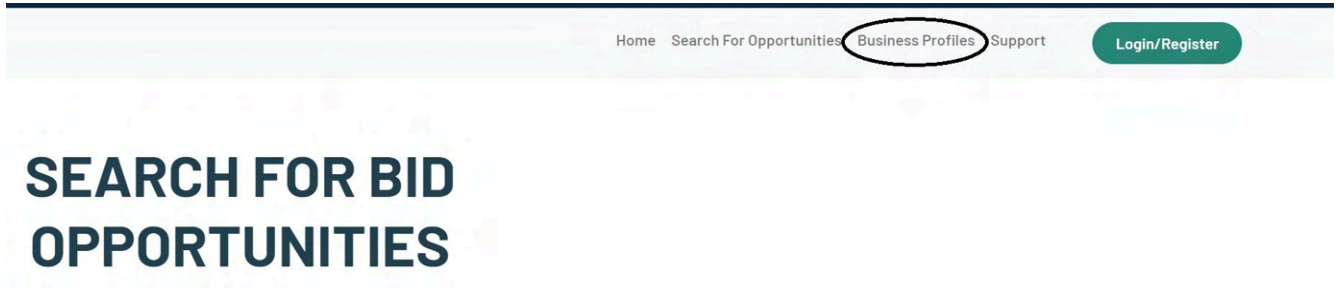 Home Search For Opportunities Business Profiles Support Login/Register
SEARCH FOR BID
OPPORTUNITIES